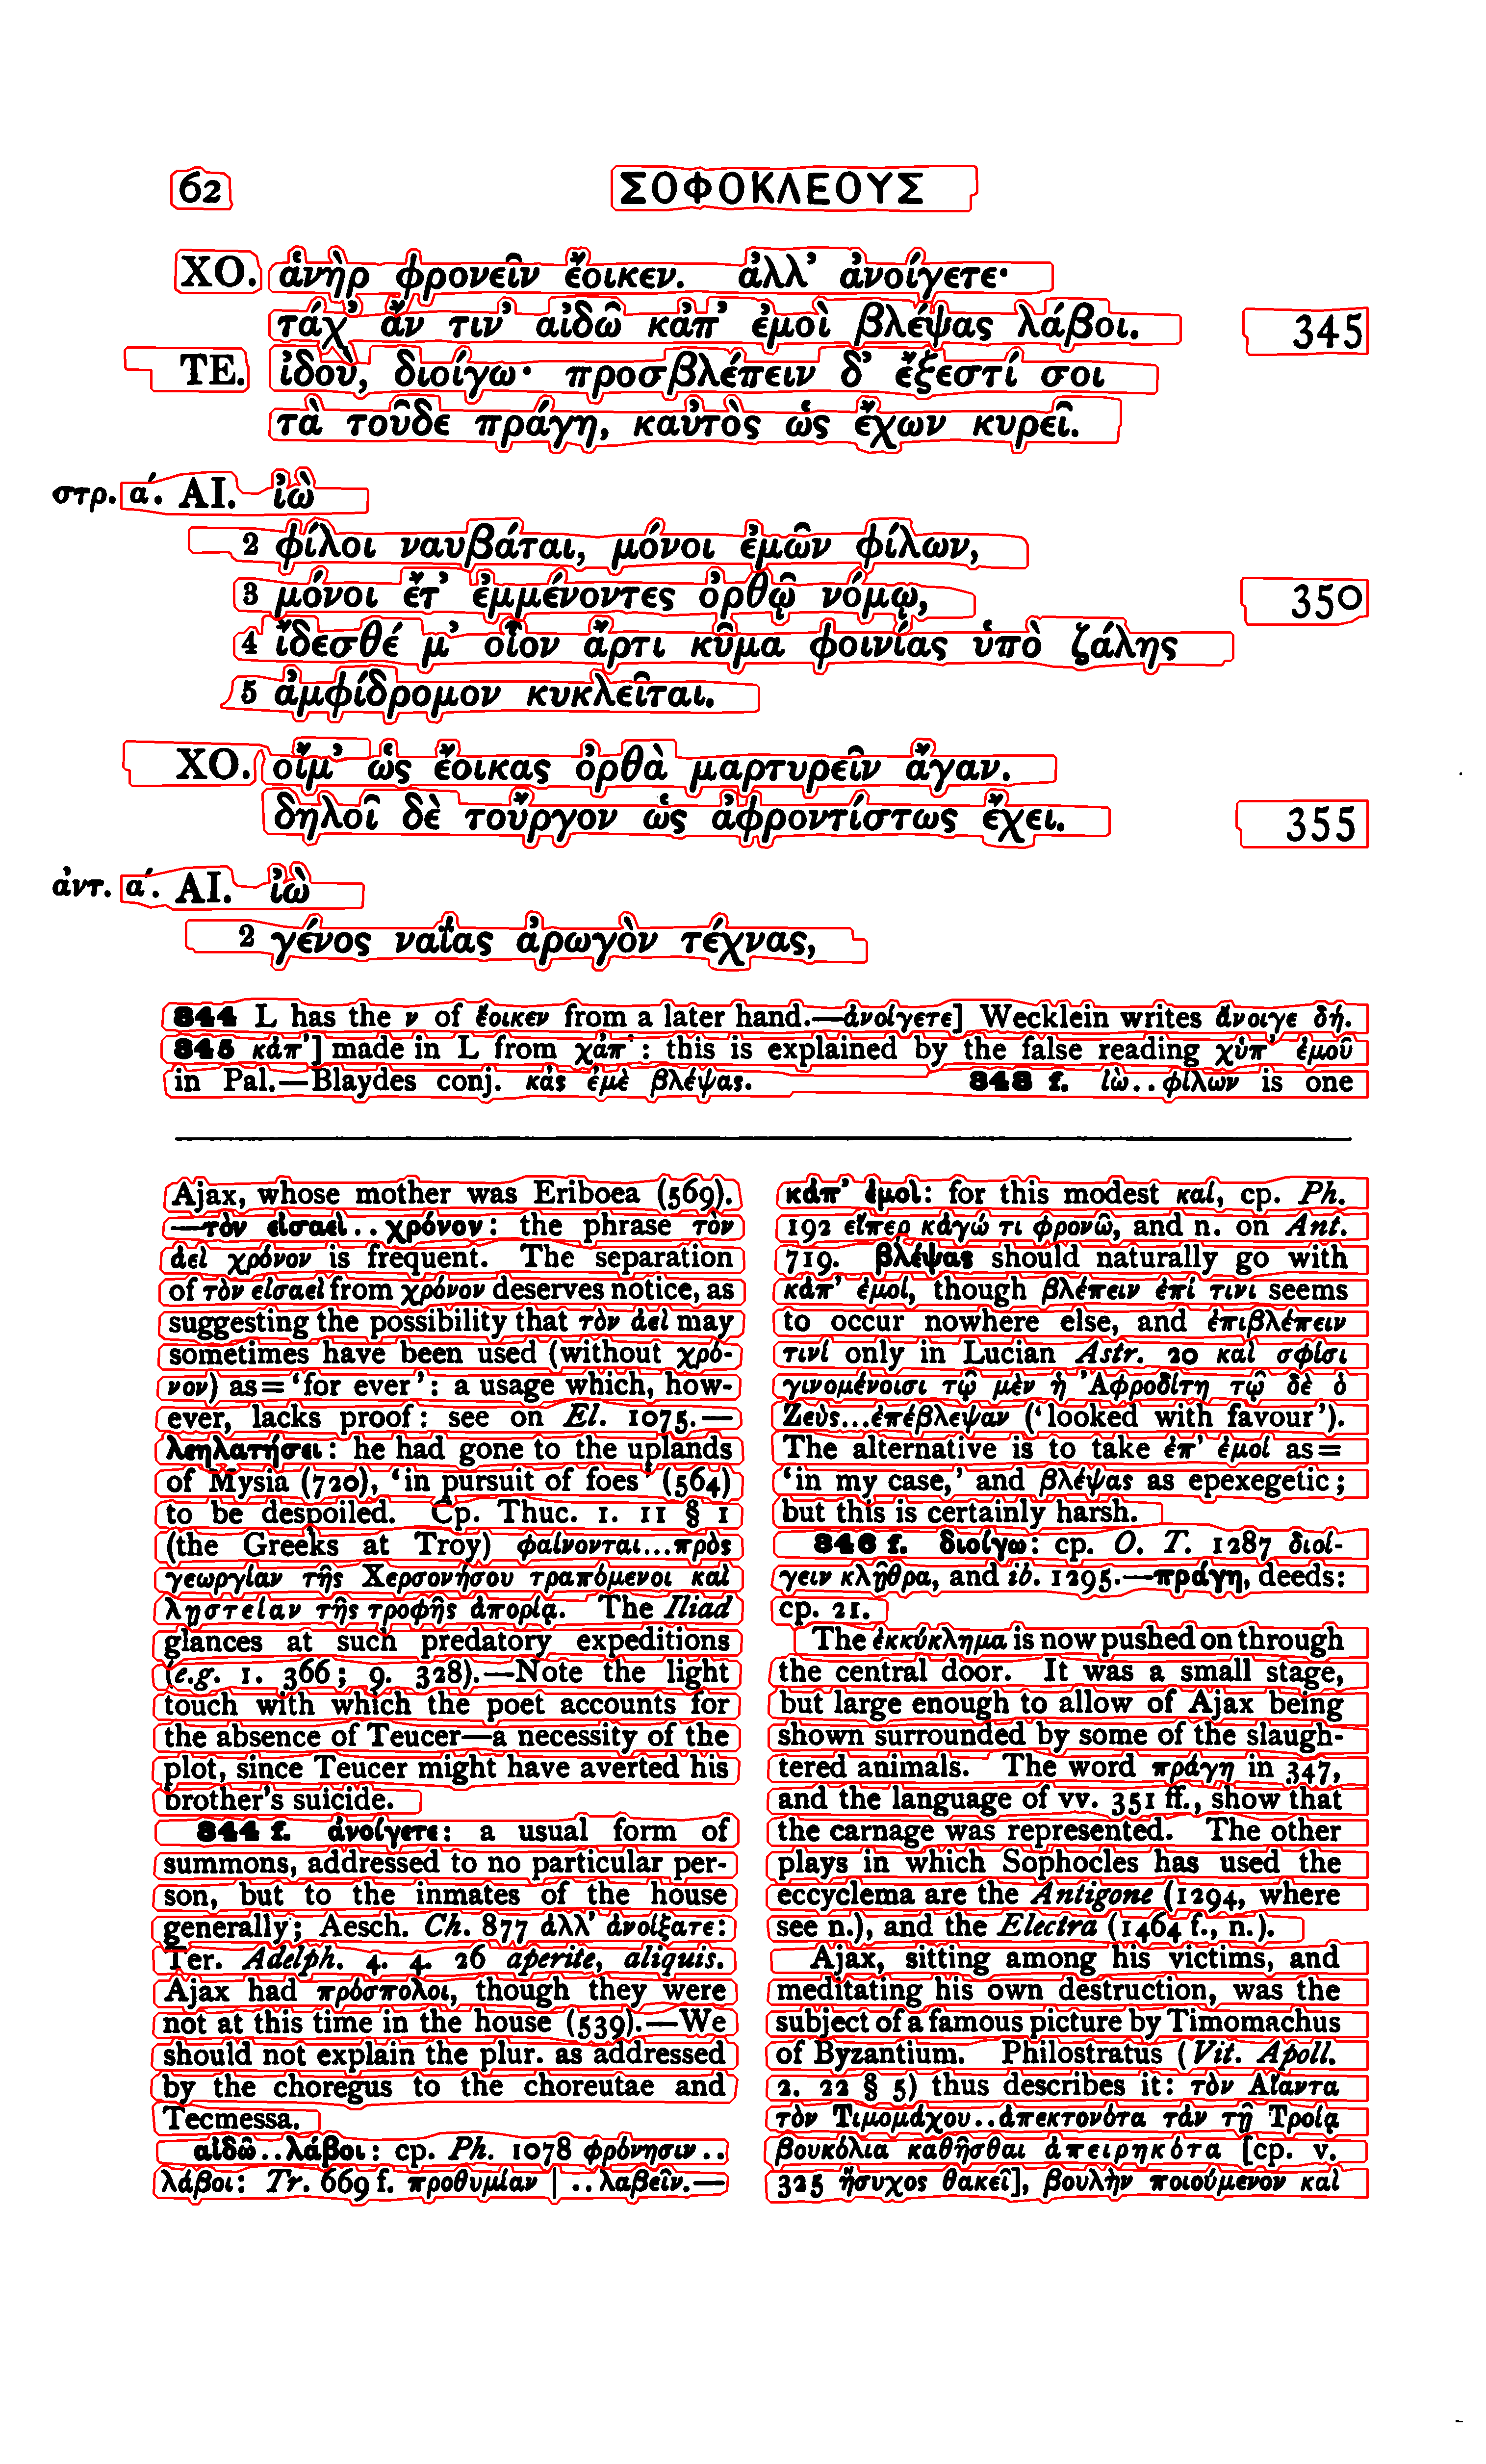 62 ΣΟΦΟΚΛΕΟΥΣ
ΧΟ. ἁνὴρ φρονεῖν ἔοικεν. ἀλλ’ ἀνοίγετε·
τάχ’ ἄν τιν’ αἰδῶ κἀπ’ ἐμοὶ βλέψας λάβοι. 345
ΤΕ. ἰδού, διοίγω· προσβλέπειν δ’ ἔξεστί σοι
τὰ τοῦδε πράγη, καὐτὸς ὡς ἔχων κυρεῖ.
στρ. α΄. ΑΙ. ἰὼ
2 φίλοι ναυβάται, μόνοι ἐμῶν φίλων,
3 μόνοι ἔτ’ ἐμμένοντες ὀρθῷ νόμῳ, 350
4 ἴδεσθέ μ’ οἷον ἄρτι κῦμα φοινίας ὑπὸ ζάλης
5 ἀμφίδρομον κυκλεῖται.
ΧΟ. οἴμ’ ὡς ἔοικας ὀρθὰ μαρτυρεῖν ἄγαν.
δηλοῖ δὲ τοὖργον ὡς ἀφροντίστως ἔχει. 355
ἀντ. α΄. ΑΙ. ἰὼ
2 γένος ναΐας ἀρωγὸν τέχνας,
344 L has the ν of ἔοικεν from a later hand.—ἀνοίγετε] Wecklein writes ἄνοιγε δή.
345 κἀπ’] made in L from χἀπ’: this is explained by the false reading χὐπ’ ἐμοῦ
in Pal.—Blaydes conj. κἀς ἐμὲ βλέψας. 348 f. ἰὼ..φίλων is one
Ajax, whose mother was Eriboea (569).
—τὸν εἰσαεὶ..χρόνον: the phrase τὸν
ἀεὶ χρόνον is frequent. The separation
of τὸν εἰσαεὶ from χρόνον deserves notice, as
suggesting the possibility that τὸν ἀεὶ may
sometimes have been used (without χρό-
νον) as=‘for ever’: a usage which, how-
ever, lacks proof: see on El. 1075.—
λεηλατήσει: he had gone to the uplands
of Mysia (720), ‘in pursuit of foes’ (564)
to be despoiled. Cp. Thuc. 1. 11 § 1
(the Greeks at Troy) φαίνονται...πρὸς
γεωργίαν τῆς Χερσονήσου τραπόμενοι καὶ
λῃστείαν τῆς τροφῆς ἀπορίᾳ. The Iliad
glances at such predatory expeditions
(e.g. 1. 366; 9. 328).—Note the light
touch with which the poet accounts for
the absence of Teucer—a necessity of the
plot, since Teucer might have averted his
brother’s suicide.
344 f. ἀνοίγετε: a usual form of
summons, addressed to no particular per-
son, but to the inmates of the house
generally; Aesch. Ch. 877 ἀλλ’ ἀνοίξατε:
Ter. Adelph. 4. 4. 26 aperite, aliquis.
Ajax had πρόσπολοι, though they were
not at this time in the house (539).—We
should not explain the plur. as addressed
by the choregus to the choreutae and
Tecmessa.
αἰδῶ..λάβοι: cp. Ph. 1078 φρόνησιν..
λάβοι: Tr. 669 f. προθυμίαν | ..λαβεῖν.—
κἀπ’ ἐμοὶ: for this modest καί, cp. Ph.
192 εἴπερ κἀγώ τι φρονῶ, and n. on Ant.
719. βλέψας should naturally go with
κἀπ’ ἐμοί, though βλέπειν ἐπί τινι seems
to occur nowhere else, and ἐπιβλέπειν
τινί only in Lucian Astr. 20 καὶ σφίσι
γινομένοισι τῷ μὲν ἡ Ἀφροδίτη τῷ δὲ ὁ
Ζεὺς...ἐπέβλεψαν (‘looked with favour’).
The alternative is to take ἐπ’ ἐμοί as=
‘in my case,’ and βλέψας as epexegetic;
but this is certainly harsh.
346 f. διοίγω: cp. O. T. 1287 διοί-
γειν κλῇθρα, and ib. 1295.—πράγη, deeds:
cp. 21.
The ἐκκύκλημα is now pushed on through
the central door. It was a small stage,
but large enough to allow of Ajax being
shown surrounded by some of the slaugh-
tered animals. The word πράγη in 347,
and the language of vv. 351 ff., show that
the carnage was represented. The other
plays in which Sophocles has used the
eccyclema are the Antigone (1294, where
see n.), and the Electra (1464 f., n.).
Ajax, sitting among his victims, and
meditating his own destruction, was the
subject of a famous picture by Timomachus
of Byzantium. Philostratus (Vit. Apoll.
2. 22 § 5) thus describes it: τὸν Αἴαντα
τὸν Τιμομάχου..ἀπεκτονότα τὰν τῇ Τροίᾳ
βουκόλια καθῆσθαι ἀπειρηκότα [cp. v.
325 ἥσυχος θακεῖ], βουλὴν ποιούμενον καὶ